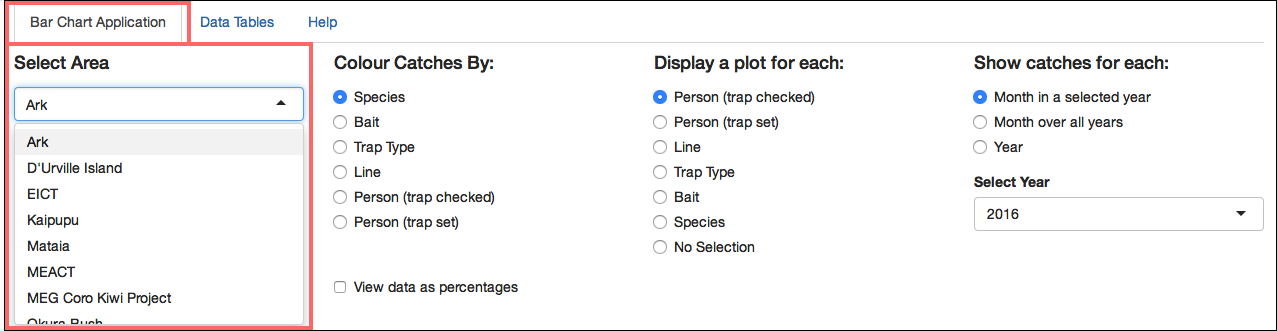 Bar Chart Application
Data Tables
Help
Select Area
Ark
Ark
D'Urville Island
EICT
Kaipupu
Mataia
MEACT
MEG Coro Kiwi Project
Okura Bush
Colour Catches By:
Species
Bait
Trap Type
Line
Person (trap checked)
Person (trap set)
View data as percentages
Display a plot for each:
Person (trap checked)
Person (trap set)
Line
Trap Type
Bait
Species
No Selection
Show catches for each:
Month in a selected year
Month over all years
Year
Select Year
2016